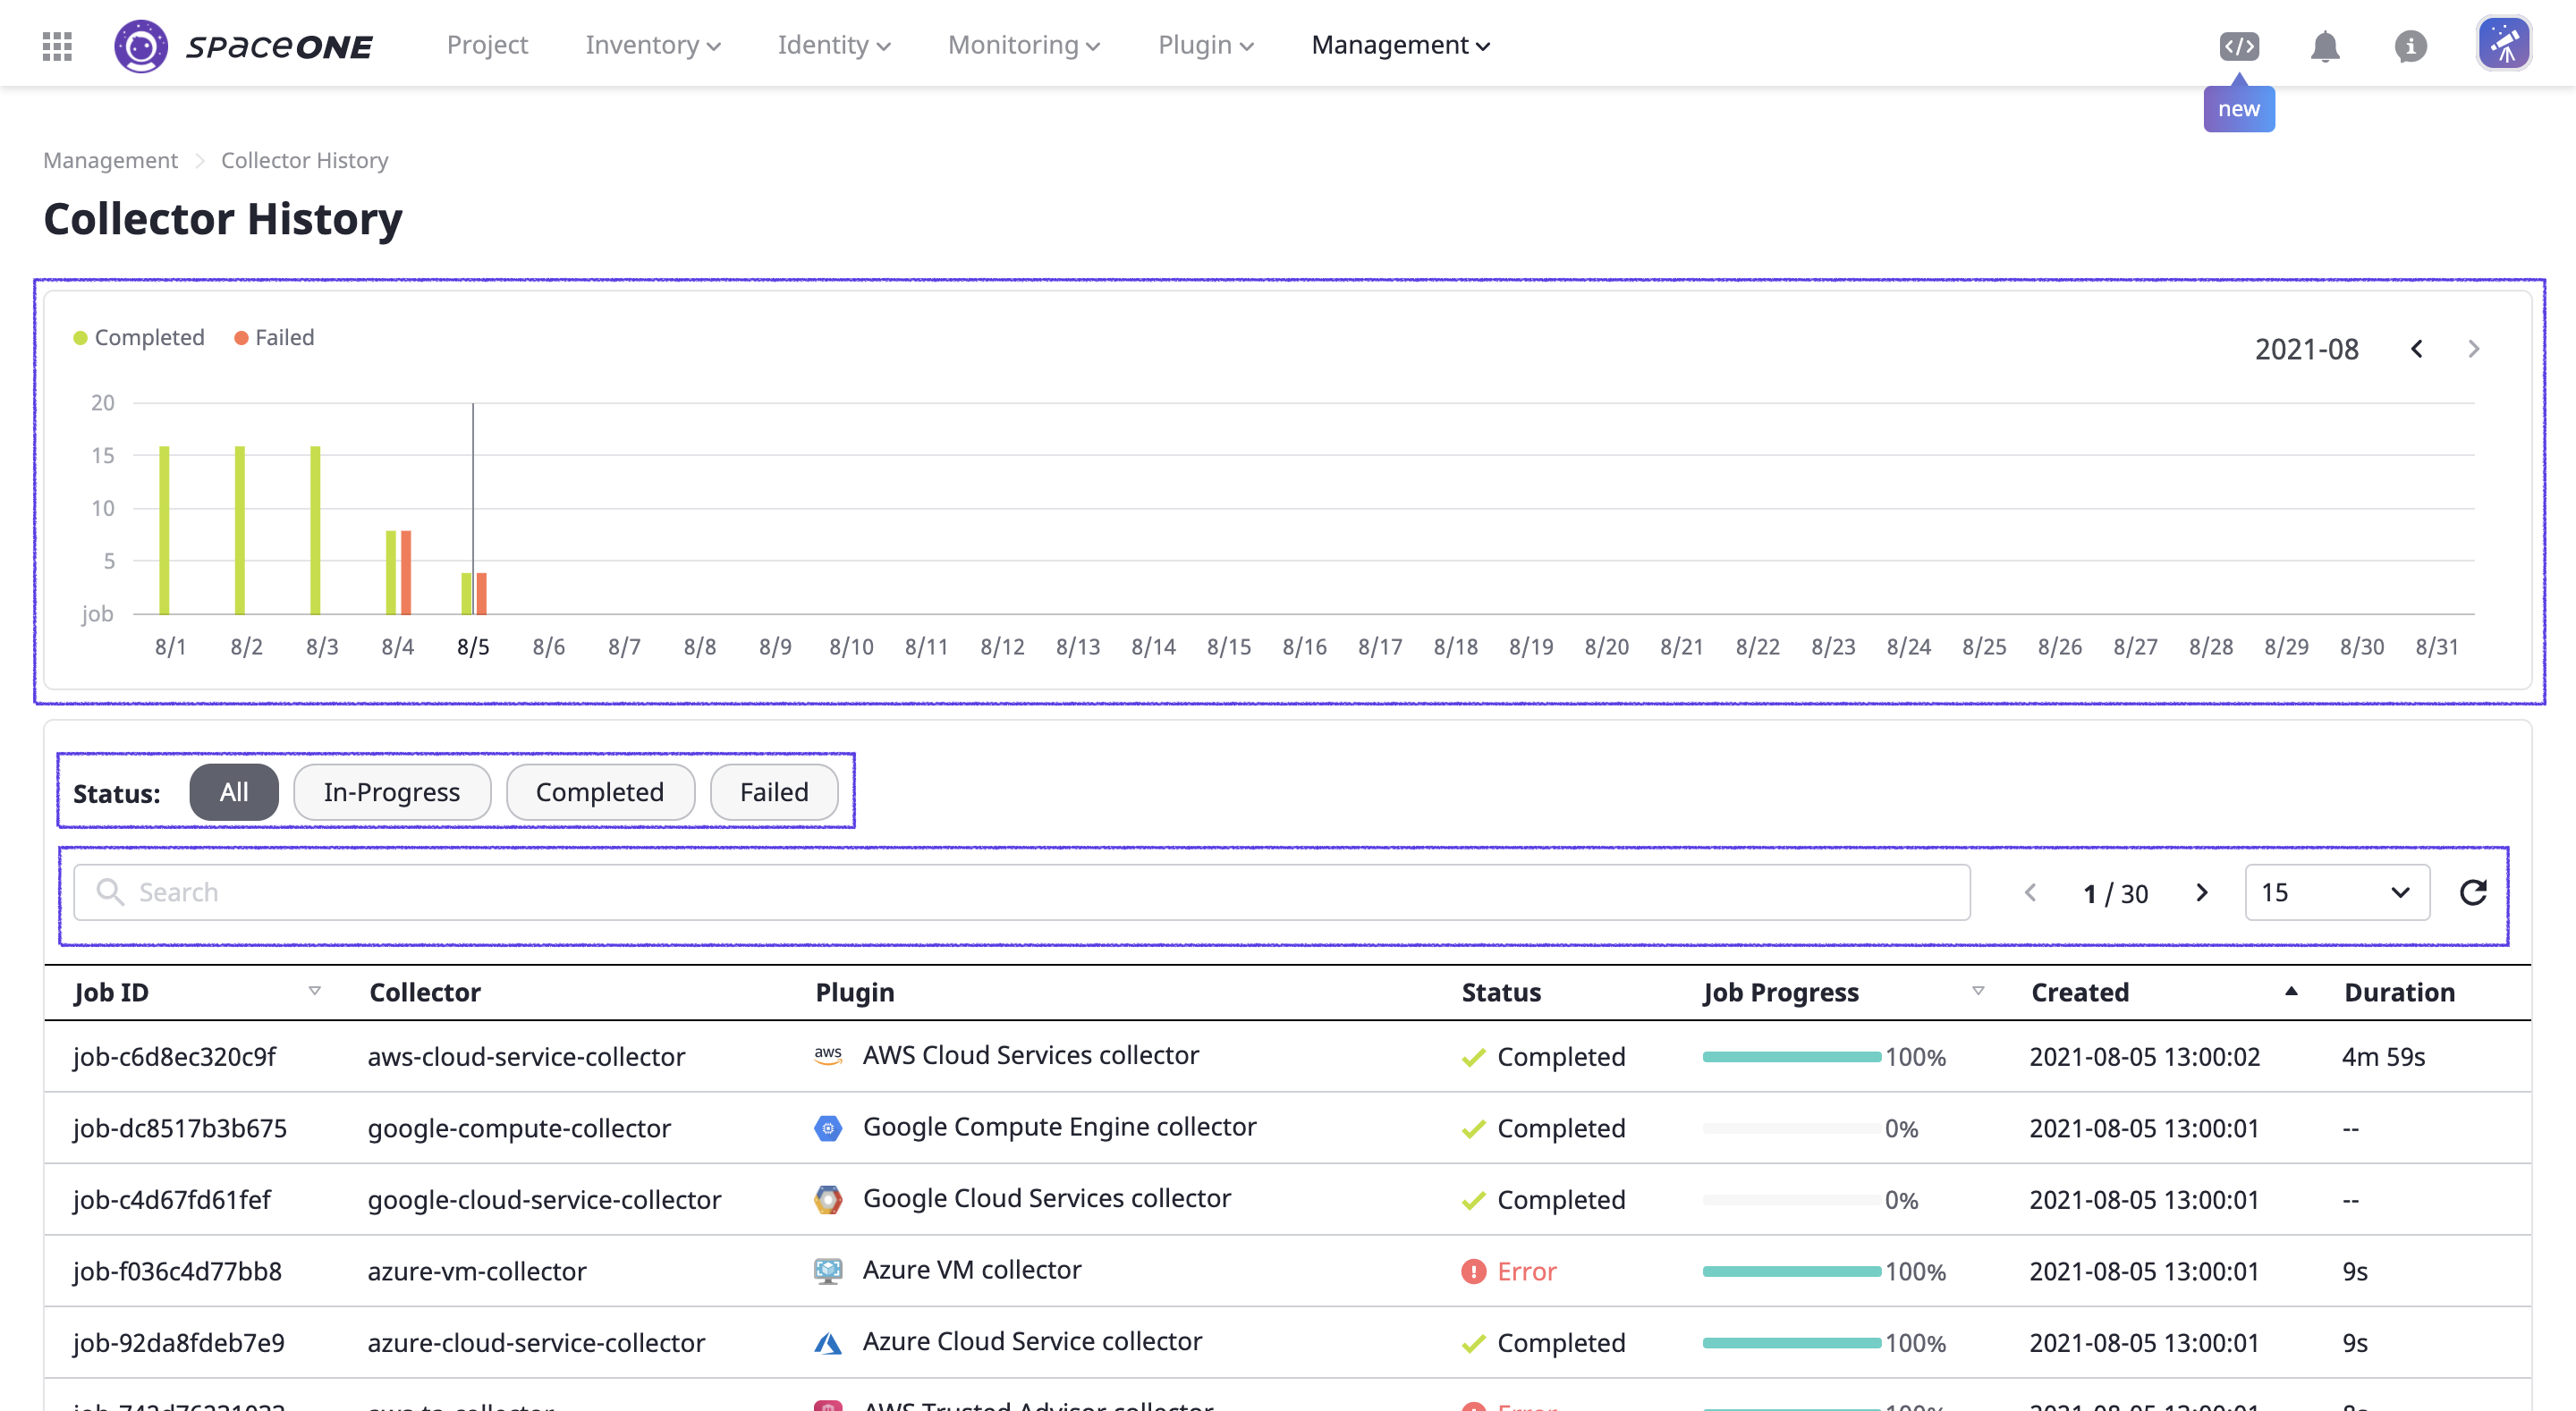 spaceONE Project Inventory Identity Monitoring Plugin Management
new
Management Collector History
Collector History
Completed Failed
2021-08
20
15
10
5
job
8/1 8/2 8/3 8/4 8/5 8/6 8/7 8/8 8/9 8/10 8/11 8/12 8/13 8/14 8/15 8/16 8/17 8/18 8/19 8/20 8/21 8/22 8/23 8/24 8/25 8/26 8/27 8/28 8/29 8/30 8/31
Status: All In-Progress Completed Failed
Search 1 / 30 15
Job ID Collector Plugin Status Job Progress Created Duration
job-c6d8ec320c9f aws-cloud-service-collector aws AWS Cloud Services collector Completed 100% 2021-08-05 13:00:02 4m 59s
job-dc8517b3b675 google-compute-collector Google Compute Engine collector Completed 0% 2021-08-05 13:00:01 --
job-c4d67fd61fef google-cloud-service-collector Google Cloud Services collector Completed 0% 2021-08-05 13:00:01 --
job-f036c4d77bb8 azure-vm-collector Azure VM collector Error 100% 2021-08-05 13:00:01 9s
job-92da8fdeb7e9 azure-cloud-service-collector Azure Cloud Service collector Completed 100% 2021-08-05 13:00:01 9s
AWS Trusted Advisor collector Error 100% 2021-08-05 13:00:01